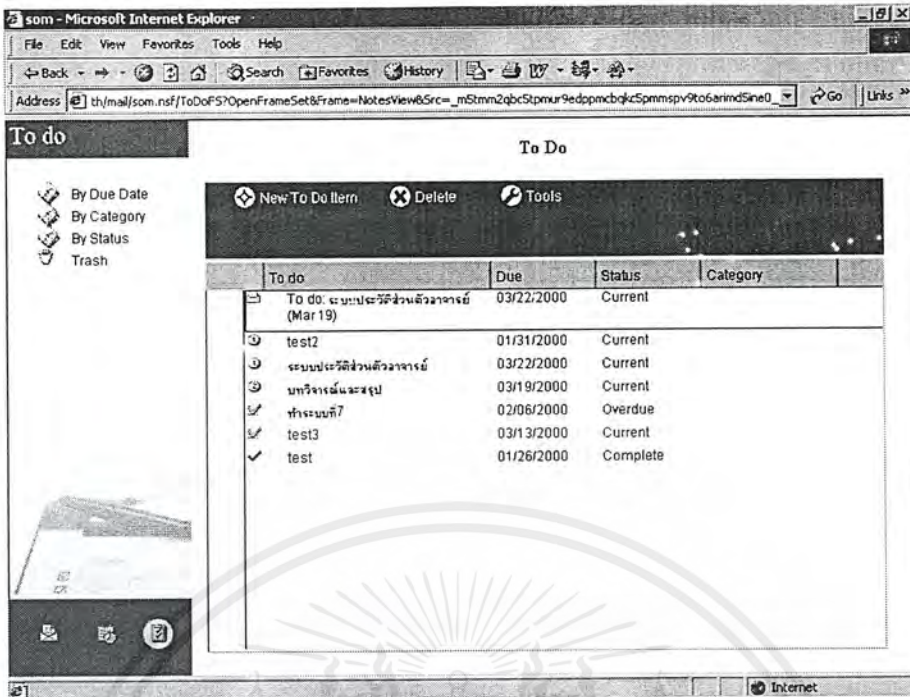 som - Microsoft Internet Explorer
File Edit View Favorites Tools Help
Back Search Favorites History
Address th/mail/som.nsf/ToDoFS?OpenFrameSet&Frame=NotesView&Src= Go Links »
To do
To Do
By Due Date
By Category
By Status
Trash
New To Do Item Delete Tools
To do Due Status Category
To do: ระบบประวัติส่วนตัวอาจารย์ 03/22/2000 Current
(Mar 19)
test2 01/31/2000 Current
ระบบประวัติส่วนตัวอาจารย์ 03/22/2000 Current
บทวิจารณ์และสรุป 03/19/2000 Current
ทำระบบที่7 02/06/2000 Overdue
test3 03/13/2000 Current
test 01/26/2000 Complete
Internet